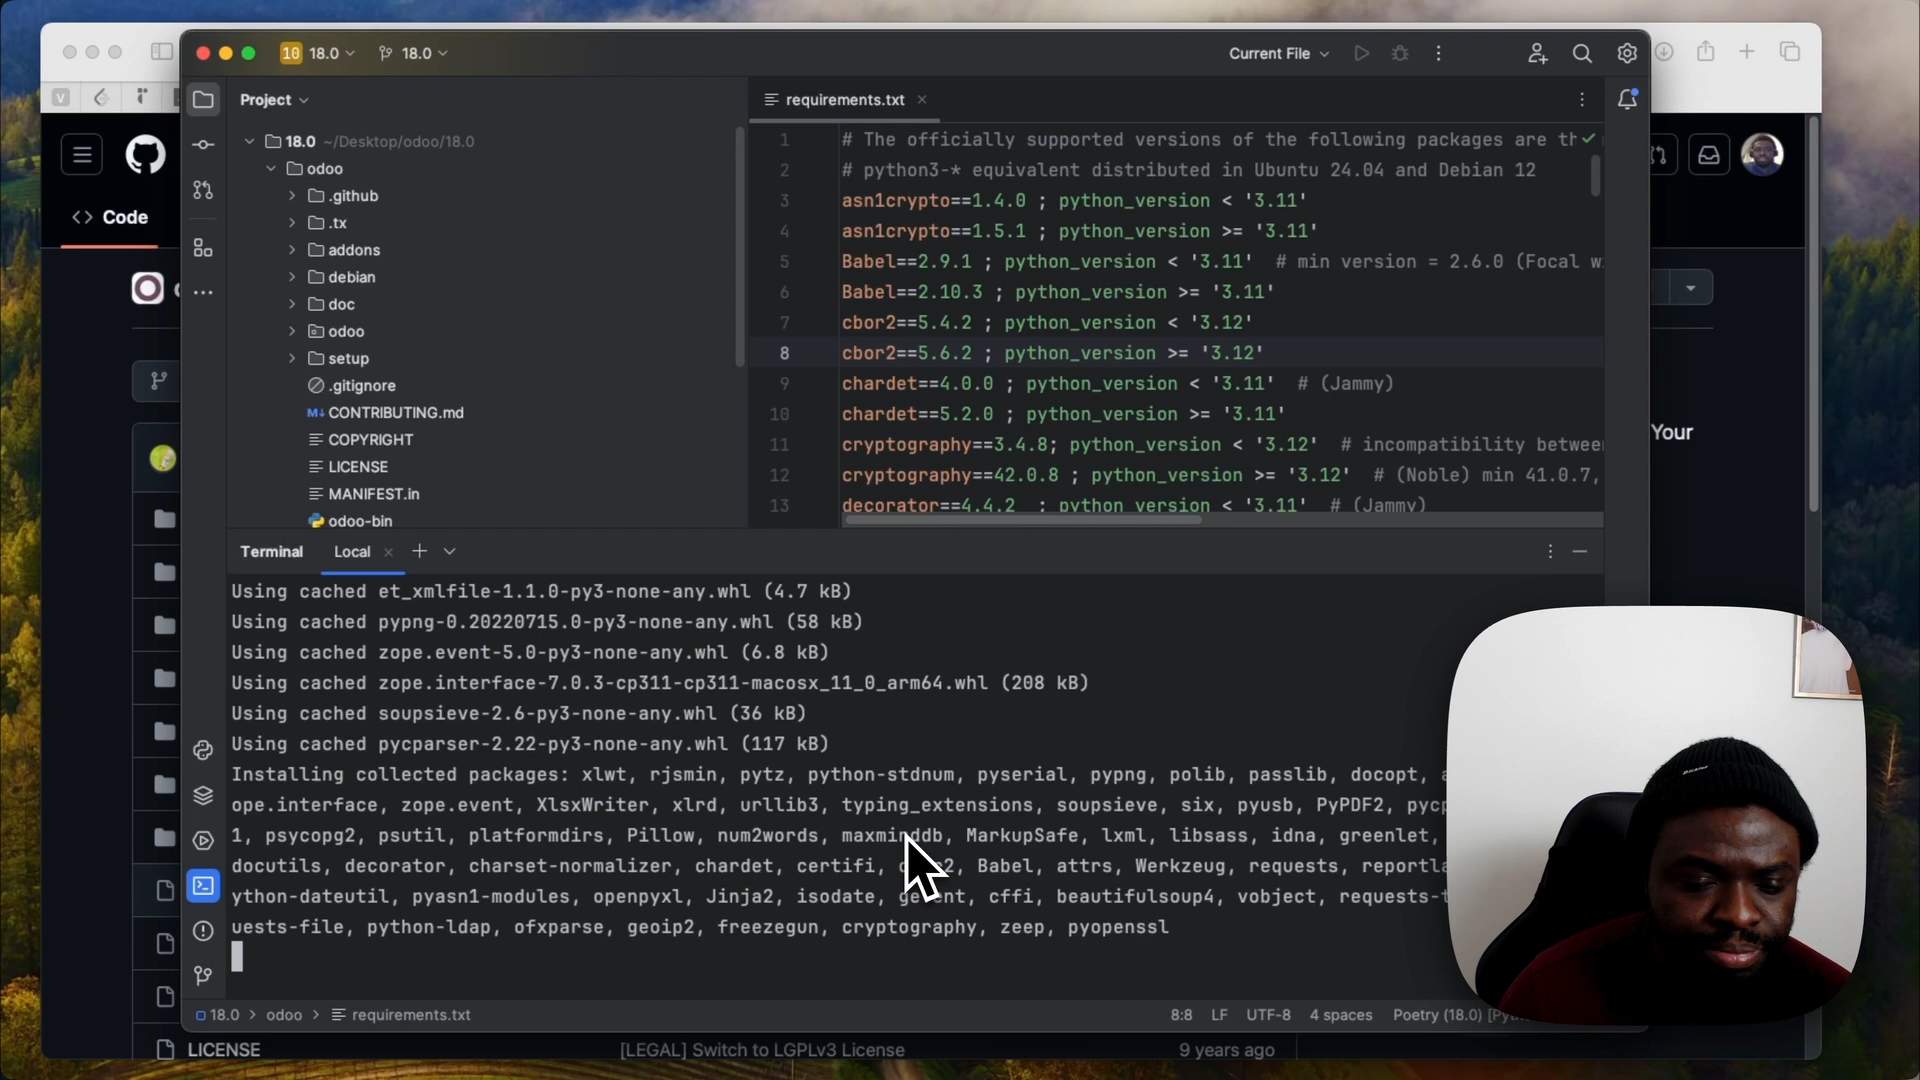 10 18.0 18.0 Current File
V
Project
requirements.txt
18.0 ~/Desktop/odoo/18.0
odoo
.github
.tx
addons
debian
doc
odoo
setup
.gitignore
M↓ CONTRIBUTING.md
COPYRIGHT
LICENSE
MANIFEST.in
odoo-bin
1 # The officially supported versions of the following packages are th
2 # python3-* equivalent distributed in Ubuntu 24.04 and Debian 12
3 asn1crypto==1.4.0 ; python_version < '3.11'
4 asn1crypto==1.5.1 ; python_version >= '3.11'
5 Babel==2.9.1 ; python_version < '3.11' # min version = 2.6.0 (Focal w
6 Babel==2.10.3 ; python_version >= '3.11'
7 cbor2==5.4.2 ; python_version < '3.12'
8 cbor2==5.6.2 ; python_version >= '3.12'
9 chardet==4.0.0 ; python_version < '3.11' # (Jammy)
10 chardet==5.2.0 ; python_version >= '3.11'
11 cryptography==3.4.8; python_version < '3.12' # incompatibility between
12 cryptography==42.0.8 ; python_version >= '3.12' # (Noble) min 41.0.7,
13 decorator==4.4.2 ; python_version < '3.11' # (Jammy)
<> Code
Your
Terminal Local
Using cached et_xmlfile-1.1.0-py3-none-any.whl (4.7 kB)
Using cached pypng-0.20220715.0-py3-none-any.whl (58 kB)
Using cached zope.event-5.0-py3-none-any.whl (6.8 kB)
Using cached zope.interface-7.0.3-cp311-cp311-macosx_11_0_arm64.whl (208 kB)
Using cached soupsieve-2.6-py3-none-any.whl (36 kB)
Using cached pycparser-2.22-py3-none-any.whl (117 kB)
Installing collected packages: xlwt, rjsmin, pytz, python-stdnum, pyserial, pypng, polib, passlib, docopt, a
ope.interface, zope.event, XlsxWriter, xlrd, urllib3, typing_extensions, soupsieve, six, pyusb, PyPDF2, pycp
1, psycopg2, psutil, platformdirs, Pillow, num2words, maxminddb, MarkupSafe, lxml, libsass, idna, greenlet,
docutils, decorator, charset-normalizer, chardet, certifi, Babel, attrs, Werkzeug, requests, reportla
ython-dateutil, pyasn1-modules, openpyxl, Jinja2, isodate, gevent, cffi, beautifulsoup4, vobject, requests-t
uests-file, python-ldap, ofxparse, geoip2, freezegun, cryptography, zeep, pyopenssl
18.0 > odoo > requirements.txt 8:8 LF UTF-8 4 spaces Poetry (18.0)
LICENSE [LEGAL] Switch to LGPLv3 License 9 years ago